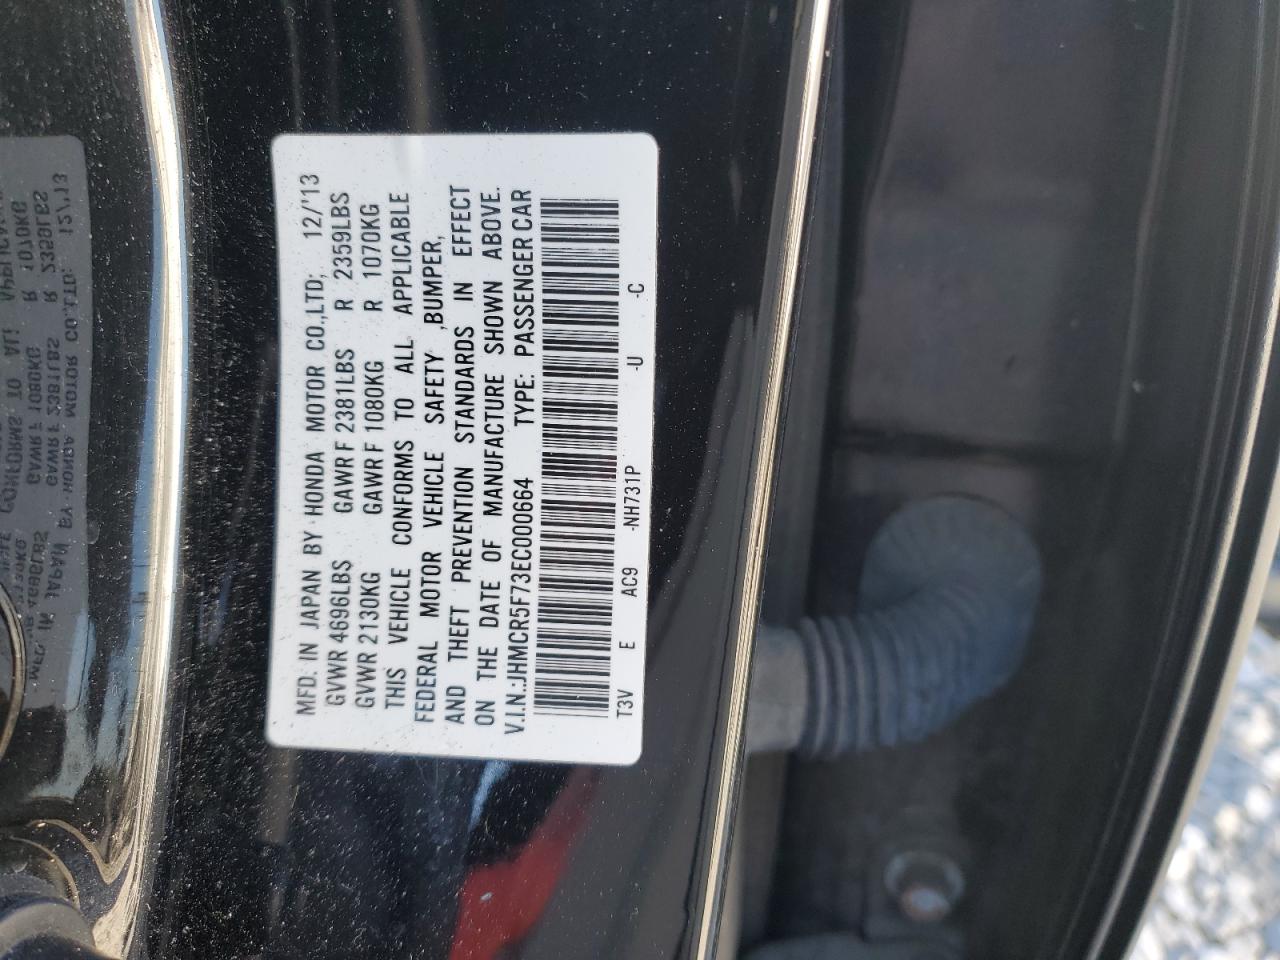 MFD. IN JAPAN BY HONDA MOTOR CO.,LTD; 12/'13
GVWR 4696LBS GAWR F 2381LBS R 2359LBS
GVWR 2130KG GAWR F 1080KG R 1070KG
THIS VEHICLE CONFORMS TO ALL APPLICABLE
FEDERAL MOTOR VEHICLE SAFETY ,BUMPER,
AND THEFT PREVENTION STANDARDS IN EFFECT
ON THE DATE OF MANUFACTURE SHOWN ABOVE.
V.I.N.:JHMCR5F73EC000664 TYPE: PASSENGER CAR
T3V E AC9 -NH731P -U -C